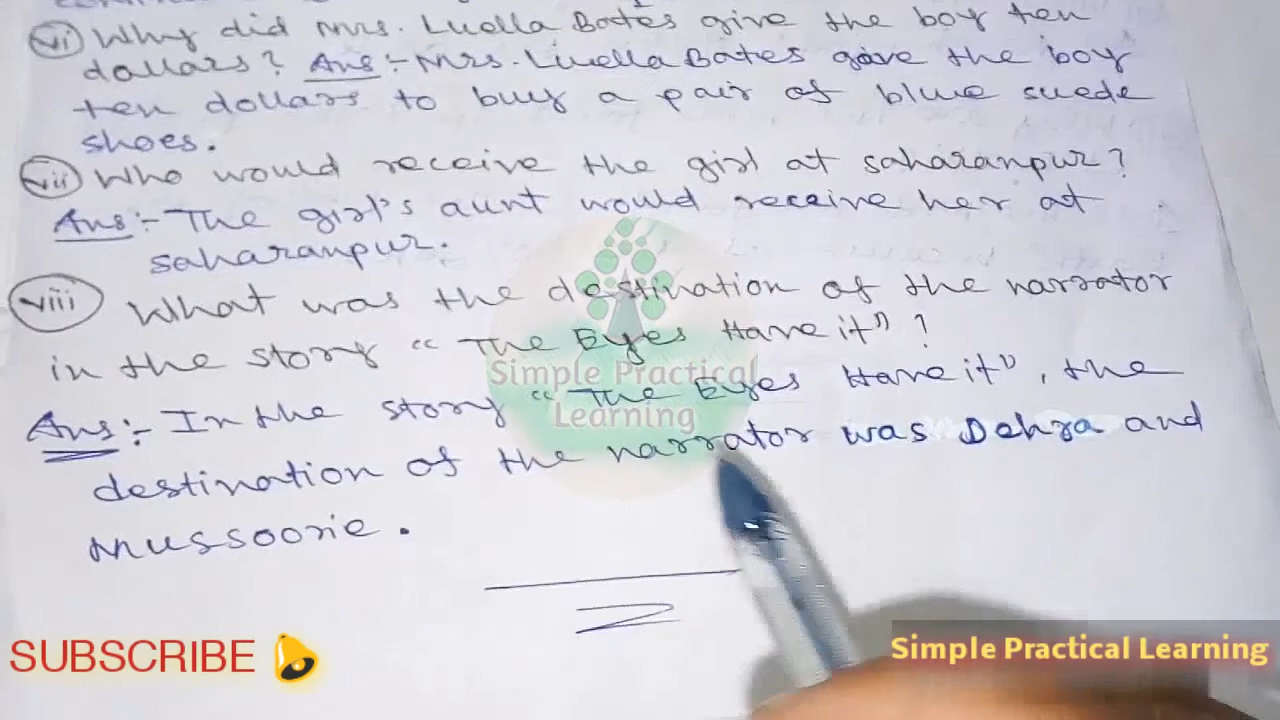 vi) Why did Mrs. Luella Bates give the boy ten
dollars? Ans:- Mrs. Luella Bates gave the boy
ten dollars to buy a pair of blue suede
shoes.
vii) Who would receive the girl at saharanpur?
Ans:- The girl's aunt would receive her at
saharanpur.
viii) What was the destination of the narrator
in the story "The Eyes Have it"?
Simple Practical
Learning
Ans:- In the story "The Eyes Have it", the
destination of the narrator was Dehra and
Mussoorie.
SUBSCRIBE
Simple Practical Learning